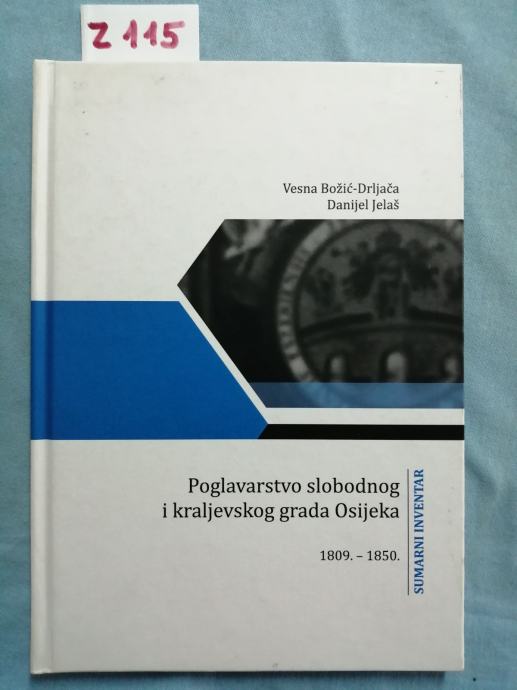 Z 115
Vesna Božić-Drljača
Danijel Jelaš
Poglavarstvo slobodnog
i kraljevskog grada Osijeka
1809. – 1850.
SUMARNI INVENTAR